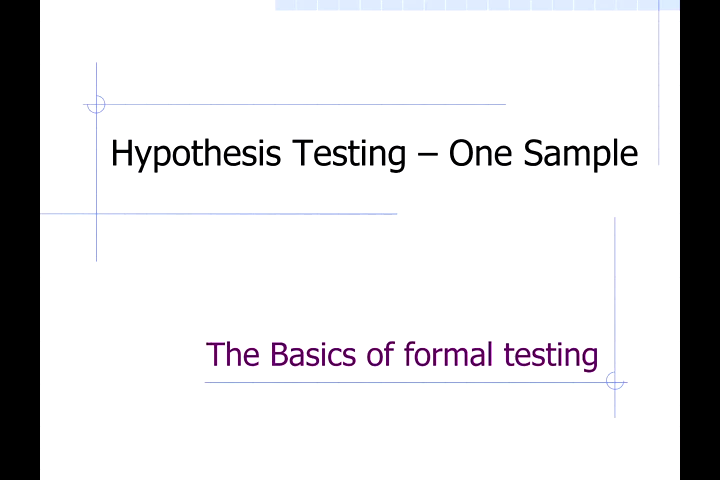 Hypothesis Testing – One Sample
The Basics of formal testing